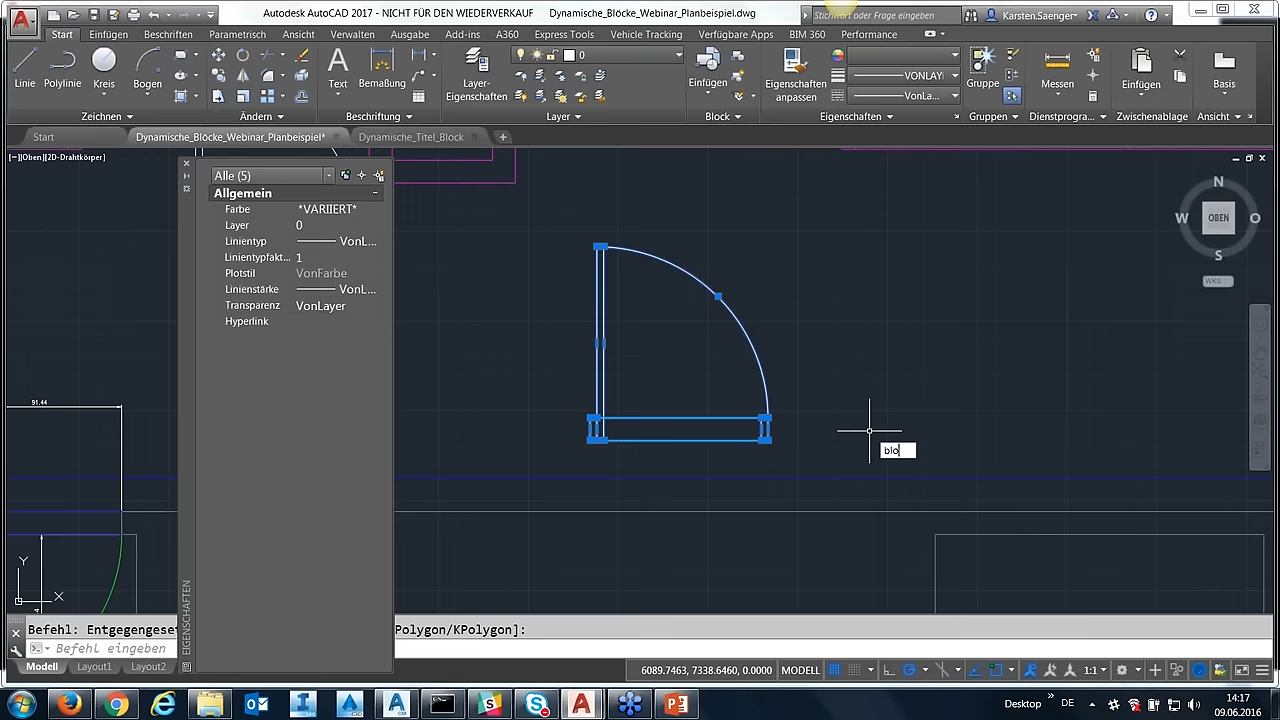 Autodesk AutoCAD 2017 - NICHT FÜR DEN WIEDERVERKAUF Dynamische_Blöcke_Webinar_Planbeispiel.dwg
Stichwort oder Frage eingeben
Karsten.Saenger
Start Einfügen Beschriften Parametrisch Ansicht Verwalten Ausgabe Add-ins A360 Express Tools Vehicle Tracking Verfügbare Apps BIM 360 Performance
Linie Polylinie Kreis Bogen
Text Bemaßung
Layer-
Eigenschaften
0
Einfügen
Eigenschaften
anpassen
VONLAY
VonLa...
Gruppe
Messen
Einfügen
Basis
Zeichnen
Ändern
Beschriftung
Layer
Block
Eigenschaften
Gruppen
Dienstprogra...
Zwischenablage
Ansicht
Start
Dynamische_Blöcke_Webinar_Planbeispiel*
Dynamische_Titel_Block
[−][Oben][2D-Drahtkörper]
Alle (5)
Allgemein
Farbe *VARIIERT*
Layer 0
Linientyp VonL...
Linientypfakt... 1
Plotstil VonFarbe
Linienstärke VonL...
Transparenz VonLayer
Hyperlink
EIGENSCHAFTEN
N
W OBEN O
S
WKS
91,44
blo
Y
X
Befehl: Entgegengeset
Polygon/KPolygon]:
Befehl eingeben
Modell Layout1 Layout2
6089.7463, 7338.6460, 0.0000 MODELL
1:1
Desktop
DE
14:17
09.06.2016